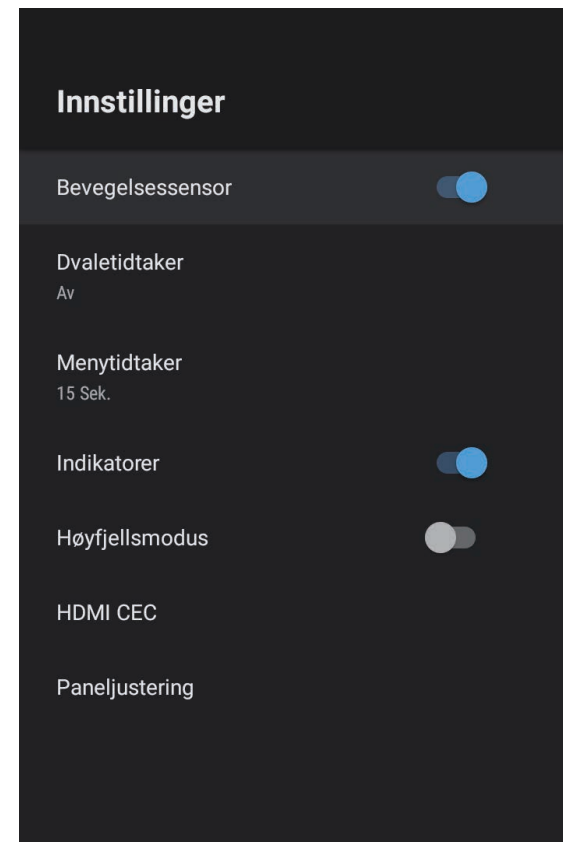 Innstillinger
Bevegelsessensor
Dvaletidtaker
Av
Menytidtaker
15 Sek.
Indikatorer
Høyfjellsmodus
HDMI CEC
Paneljustering